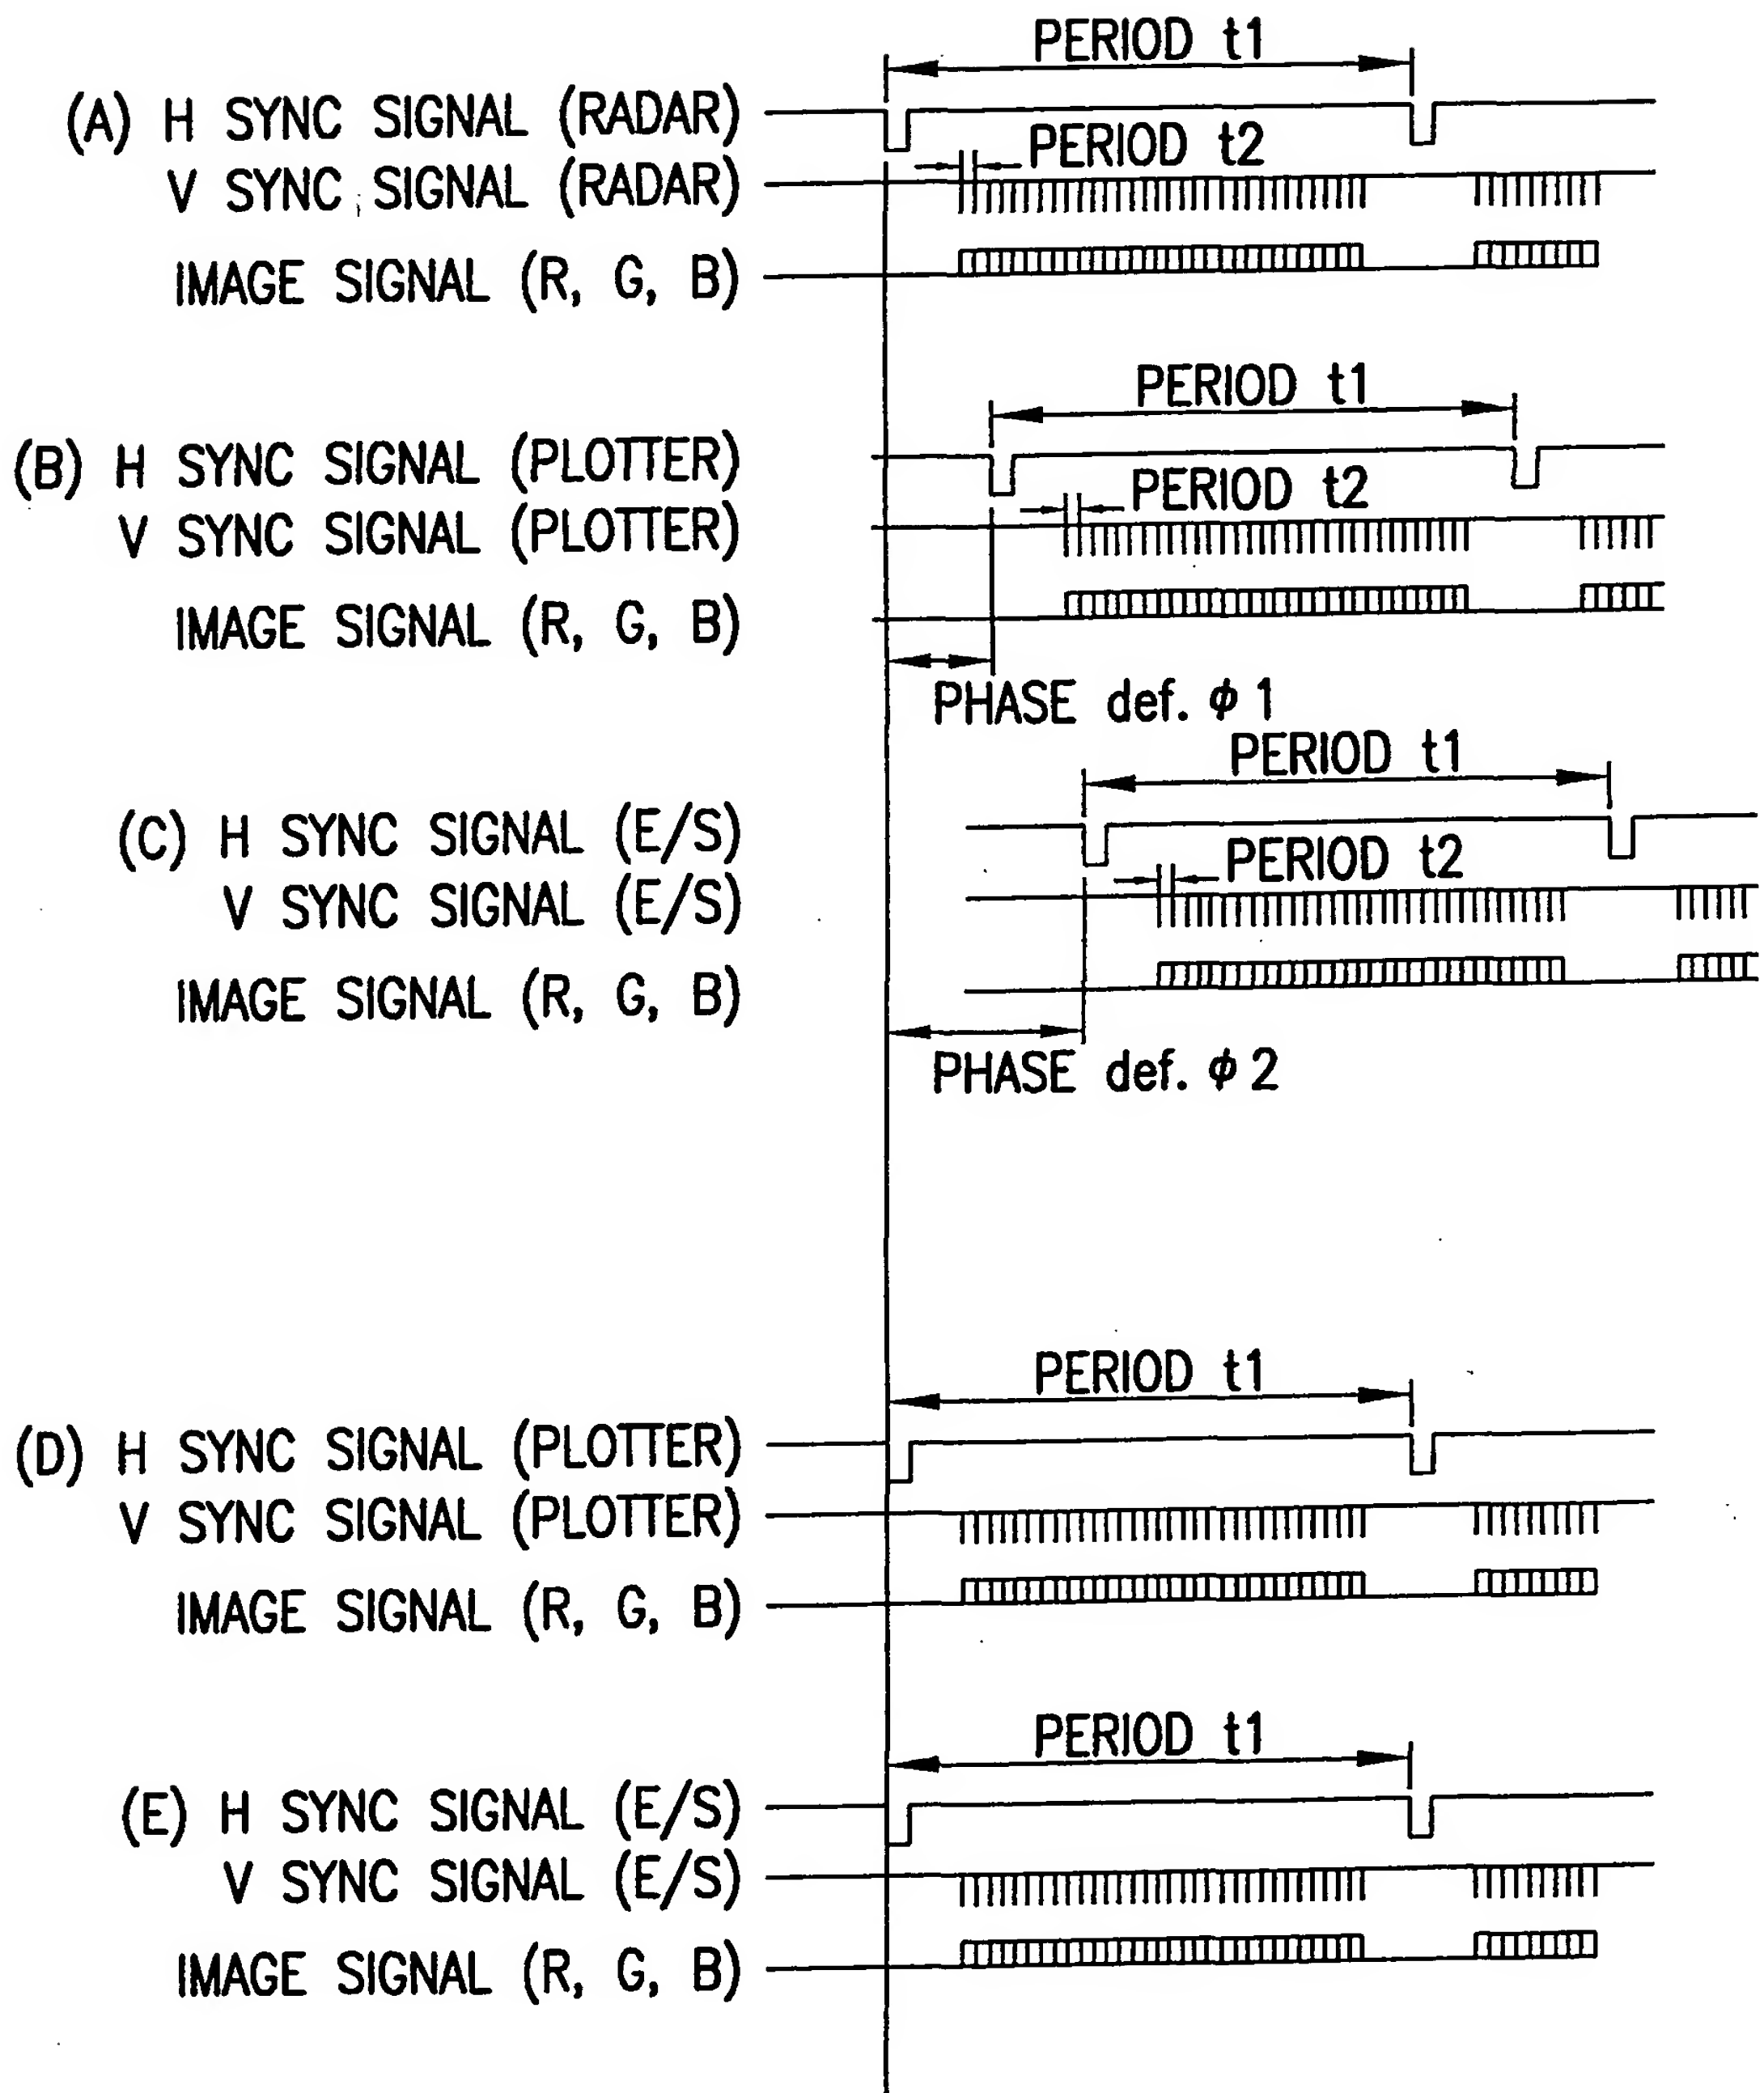 PERIOD t1
(A) H SYNC SIGNAL (RADAR)
PERIOD t2
V SYNC SIGNAL (RADAR)
IMAGE SIGNAL (R, G, B)
PERIOD t1
(B) H SYNC SIGNAL (PLOTTER)
PERIOD t2
V SYNC SIGNAL (PLOTTER)
IMAGE SIGNAL (R, G, B)
PHASE def. φ 1
PERIOD t1
(C) H SYNC SIGNAL (E/S)
PERIOD t2
V SYNC SIGNAL (E/S)
IMAGE SIGNAL (R, G, B)
PHASE def. φ 2
PERIOD t1
(D) H SYNC SIGNAL (PLOTTER)
V SYNC SIGNAL (PLOTTER)
IMAGE SIGNAL (R, G, B)
PERIOD t1
(E) H SYNC SIGNAL (E/S)
V SYNC SIGNAL (E/S)
IMAGE SIGNAL (R, G, B)